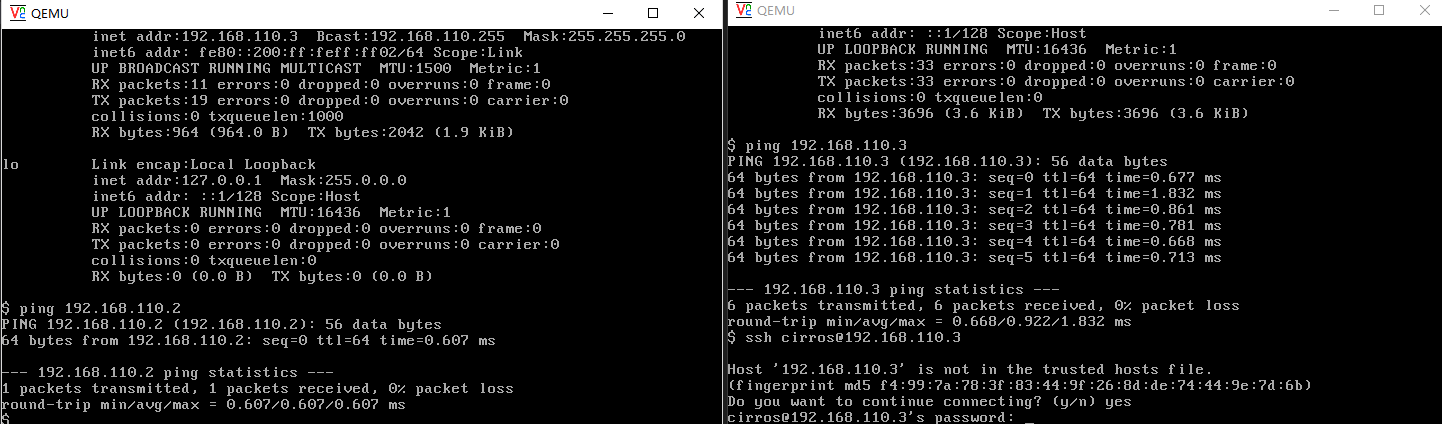 QEMU
inet addr:192.168.110.3  Bcast:192.168.110.255  Mask:255.255.255.0
inet6 addr: fe80::200:ff:feff:ff02/64 Scope:Link
UP BROADCAST RUNNING MULTICAST  MTU:1500  Metric:1
RX packets:11 errors:0 dropped:0 overruns:0 frame:0
TX packets:19 errors:0 dropped:0 overruns:0 carrier:0
collisions:0 txqueuelen:1000
RX bytes:964 (964.0 B)  TX bytes:2042 (1.9 KiB)
lo        Link encap:Local Loopback
inet addr:127.0.0.1  Mask:255.0.0.0
inet6 addr: ::1/128 Scope:Host
UP LOOPBACK RUNNING  MTU:16436  Metric:1
RX packets:0 errors:0 dropped:0 overruns:0 frame:0
TX packets:0 errors:0 dropped:0 overruns:0 carrier:0
collisions:0 txqueuelen:0
RX bytes:0 (0.0 B)  TX bytes:0 (0.0 B)
$ ping 192.168.110.2
PING 192.168.110.2 (192.168.110.2): 56 data bytes
64 bytes from 192.168.110.2: seq=0 ttl=64 time=0.607 ms
--- 192.168.110.2 ping statistics ---
1 packets transmitted, 1 packets received, 0% packet loss
round-trip min/avg/max = 0.607/0.607/0.607 ms
$
QEMU
inet6 addr: ::1/128 Scope:Host
UP LOOPBACK RUNNING  MTU:16436  Metric:1
RX packets:33 errors:0 dropped:0 overruns:0 frame:0
TX packets:33 errors:0 dropped:0 overruns:0 carrier:0
collisions:0 txqueuelen:0
RX bytes:3696 (3.6 KiB)  TX bytes:3696 (3.6 KiB)
$ ping 192.168.110.3
PING 192.168.110.3 (192.168.110.3): 56 data bytes
64 bytes from 192.168.110.3: seq=0 ttl=64 time=0.677 ms
64 bytes from 192.168.110.3: seq=1 ttl=64 time=1.832 ms
64 bytes from 192.168.110.3: seq=2 ttl=64 time=0.861 ms
64 bytes from 192.168.110.3: seq=3 ttl=64 time=0.781 ms
64 bytes from 192.168.110.3: seq=4 ttl=64 time=0.668 ms
64 bytes from 192.168.110.3: seq=5 ttl=64 time=0.713 ms
--- 192.168.110.3 ping statistics ---
6 packets transmitted, 6 packets received, 0% packet loss
round-trip min/avg/max = 0.668/0.922/1.832 ms
$ ssh cirros@192.168.110.3
Host '192.168.110.3' is not in the trusted hosts file.
(fingerprint md5 f4:99:7a:78:3f:83:44:9f:26:8d:de:74:44:9e:7d:6b)
Do you want to continue connecting? (y/n) yes
cirros@192.168.110.3's password: _